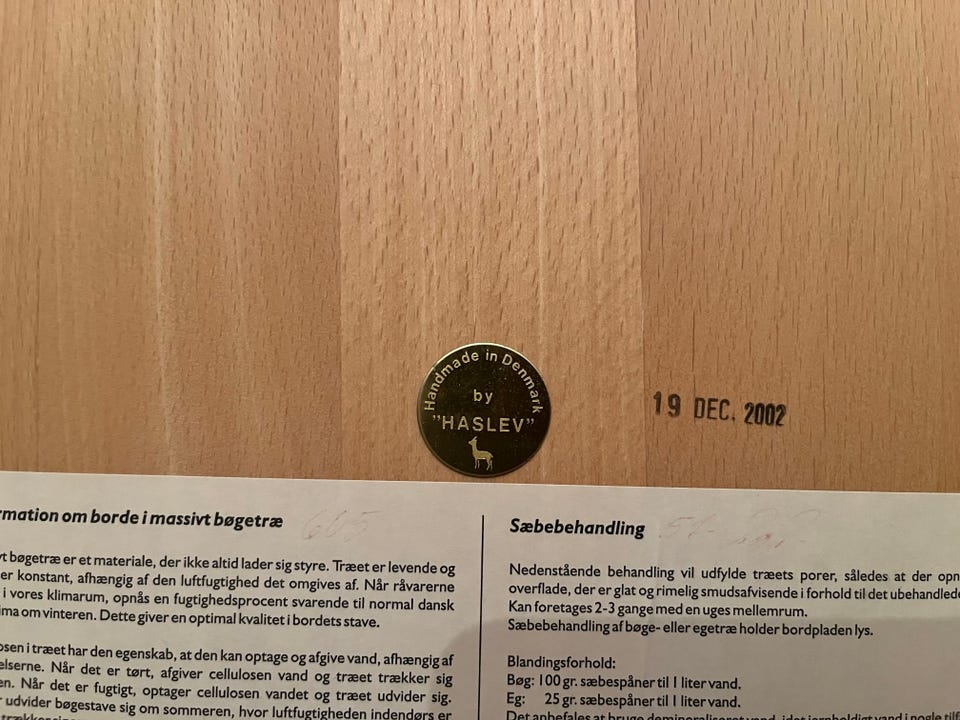 Handmade in Denmark
by
"HASLEV"
19 DEC. 2002
rmation om borde i massivt bøgetræ
vt bøgetræ er et materiale, der ikke altid lader sig styre. Træet er levende og
er konstant, afhængig af den luftfugtighed det omgives af. Når råvarerne
i vores klimarum, opnås en fugtighedsprocent svarende til normal dansk
ima om vinteren. Dette giver en optimal kvalitet i bordets stave.
osen i træet har den egenskab, at den kan optage og afgive vand, afhængig af
elserne. Når det er tørt, afgiver cellulosen vand og træet trækker sig
en. Når det er fugtigt, optager cellulosen vandet og træet udvider sig.
udvider bøgestave sig om sommeren, hvor luftfugtigheden indendørs er
Sæbebehandling
Nedenstående behandling vil udfylde træets porer, således at der opn
overflade, der er glat og rimelig smudsafvisende i forhold til det ubehandlede
Kan foretages 2-3 gange med en uges mellemrum.
Sæbebehandling af bøge- eller egetræ holder bordpladen lys.
Blandingsforhold:
Bøg: 100 gr. sæbespåner til 1 liter vand.
Eg: 25 gr. sæbespåner til 1 liter vand.
Det anbefales at bruge demineraliseret vand, idet